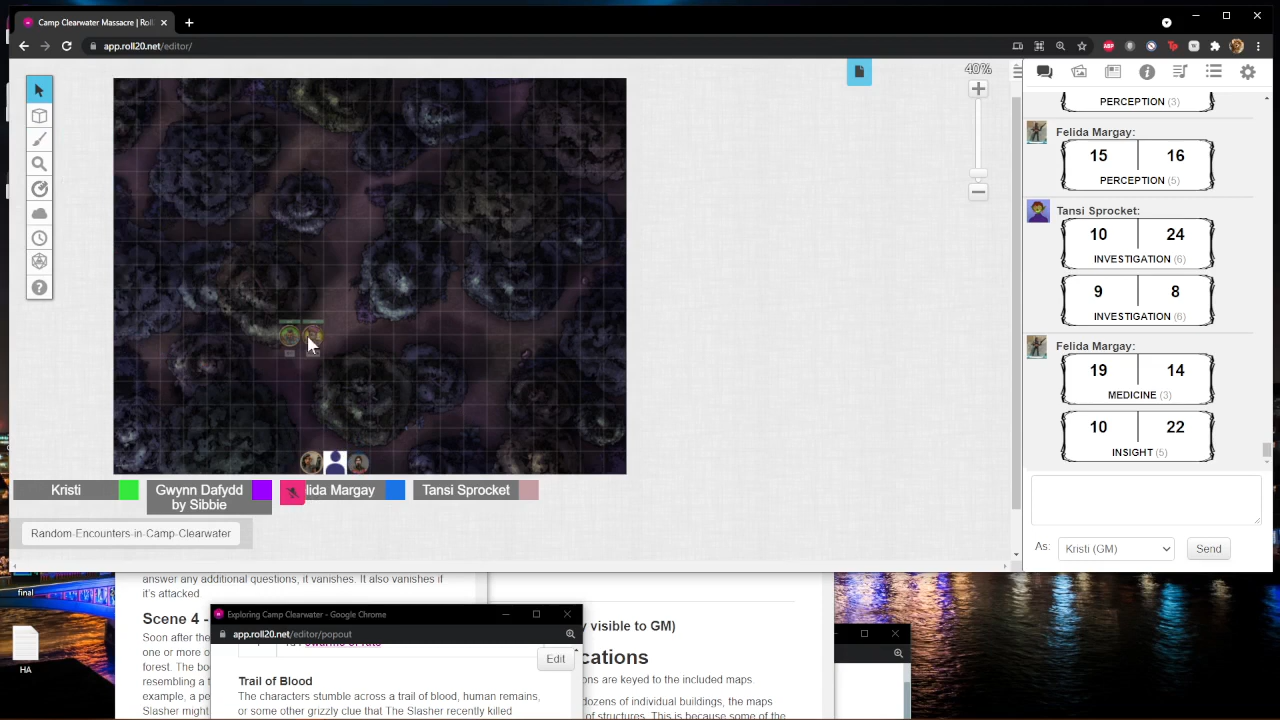 Camp Clearwater Massacre | Roll
app.roll20.net/editor/
ABP
40%
PERCEPTION (3)
Felida Margay:
15 16
PERCEPTION (5)
Tansi Sprocket:
10 24
INVESTIGATION (6)
9 8
INVESTIGATION (6)
Felida Margay:
19 14
MEDICINE (3)
10 22
INSIGHT (5)
As: Kristi (GM) Send
Kristi
Gwynn Dafydd
by Sibbie
lida Margay
Tansi Sprocket
Random-Encounters-in-Camp-Clearwater
final
HA
answer any additional questions, it vanishes. It also vanishes if
it's attacked.
Scene 4 -
Soon after the
one or more o
forest. The bo
resembling a
example, a pe
Slasher might
Exploring Camp Clearwater - Google Chrome
app.roll20.net/editor/popout
Edit
Trail of Blood
The characters stumble across a trail of blood, human remains,
or some other grizzly clue that The Slasher recently killed
y visible to GM)
cations
ns are keyed to the included maps.
dozens of individual buildings, the maps
of structures. This is because some of the